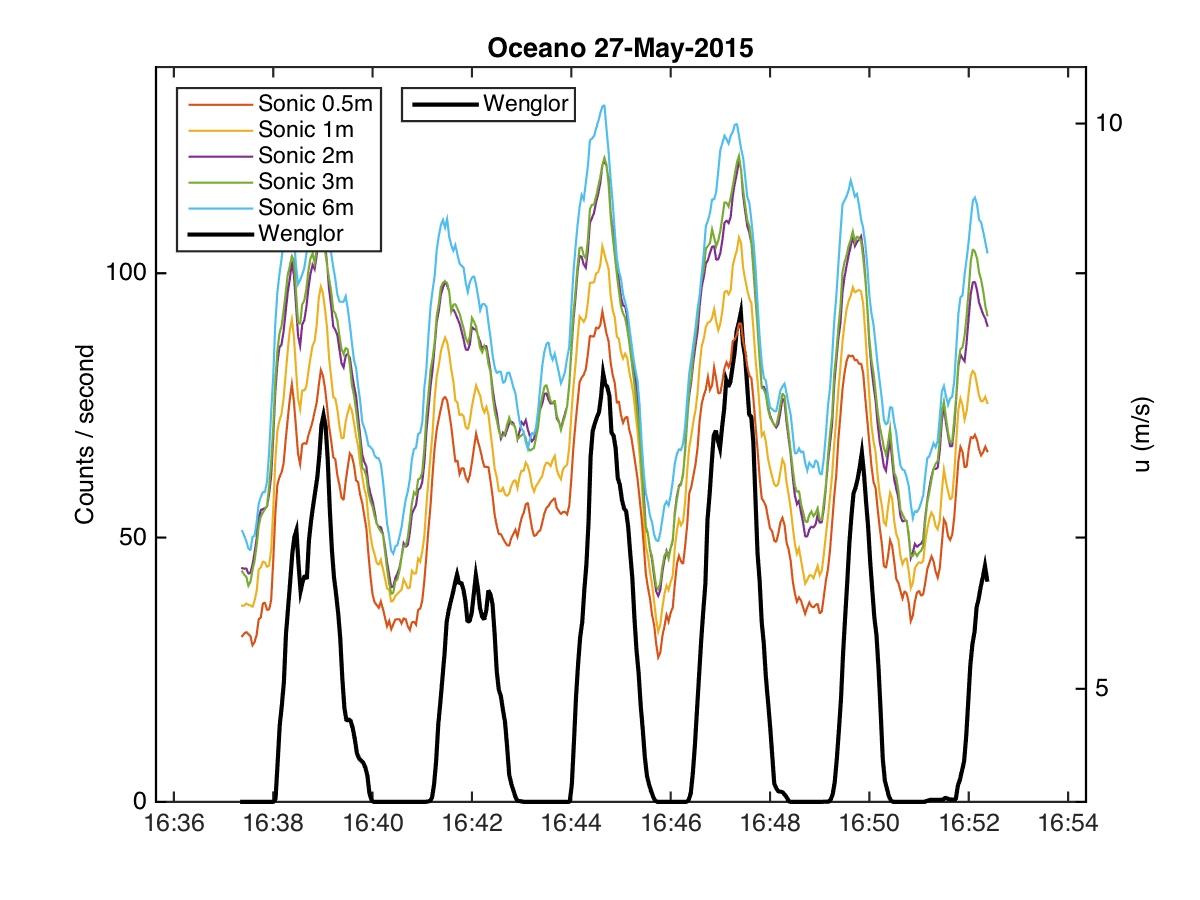 Oceano 27-May-2015
Sonic 0.5m
Sonic 1m
Sonic 2m
Sonic 3m
Sonic 6m
Wenglor
Wenglor
Counts / second
100
50
0
10
5
u (m/s)
16:36 16:38 16:40 16:42 16:44 16:46 16:48 16:50 16:52 16:54